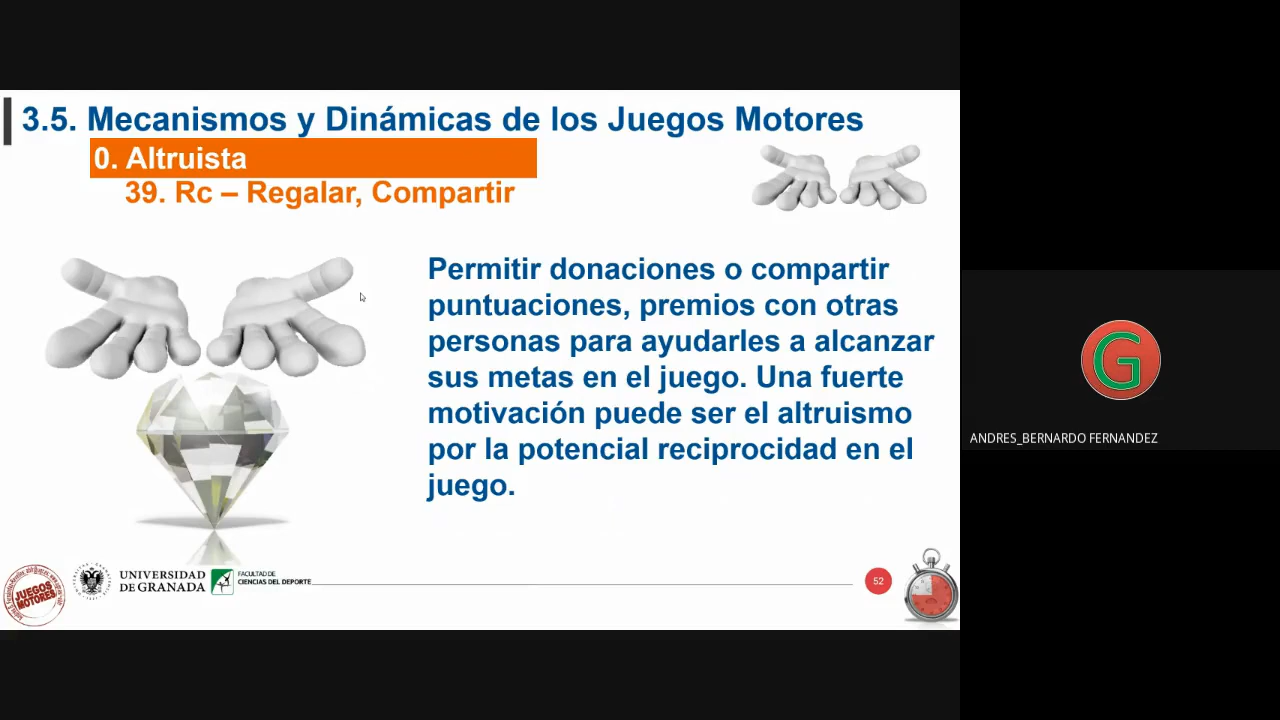 3.5. Mecanismos y Dinámicas de los Juegos Motores
0. Altruista
39. Rc – Regalar, Compartir
Permitir donaciones o compartir
puntuaciones, premios con otras
personas para ayudarles a alcanzar
sus metas en el juego. Una fuerte
motivación puede ser el altruismo
por la potencial reciprocidad en el
juego.
G
ANDRES_BERNARDO FERNANDEZ
JUEGOS
MOTORES
UNIVERSIDAD
DE GRANADA
FACULTAD DE
CIENCIAS DEL DEPORTE
52